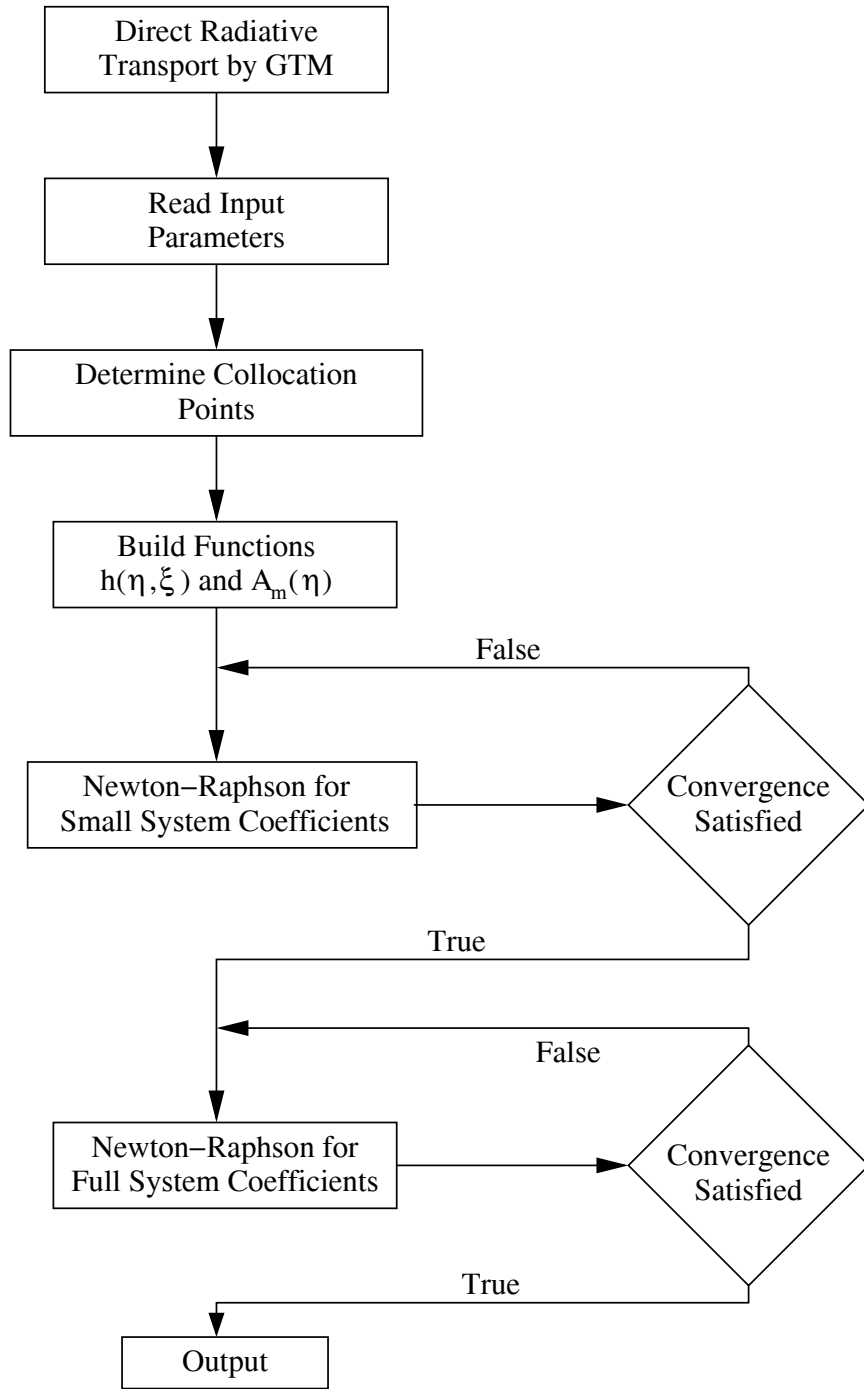 Direct Radiative
Transport by GTM
Read Input
Parameters
Determine Collocation
Points
Build Functions
h(η,ξ) and Aₘ(η)
False
Newton−Raphson for
Small System Coefficients
Convergence
Satisfied
True
False
Newton−Raphson for
Full System Coefficients
Convergence
Satisfied
True
Output